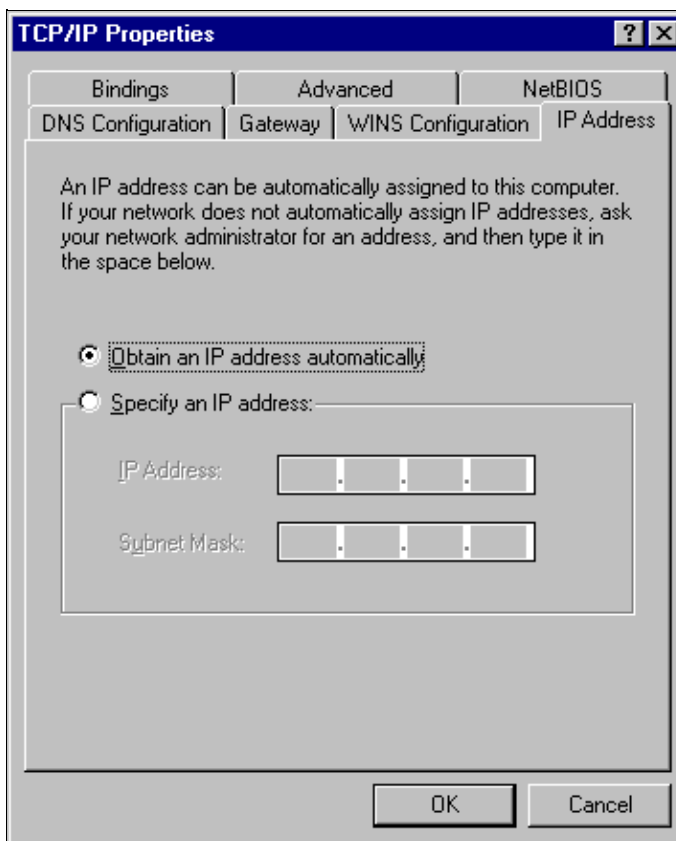 TCP/IP Properties
Bindings
Advanced
NetBIOS
DNS Configuration
Gateway
WINS Configuration
IP Address
An IP address can be automatically assigned to this computer.
If your network does not automatically assign IP addresses, ask
your network administrator for an address, and then type it in
the space below.
Obtain an IP address automatically
Specify an IP address:
IP Address:
. . .
Subnet Mask:
. . .
OK
Cancel